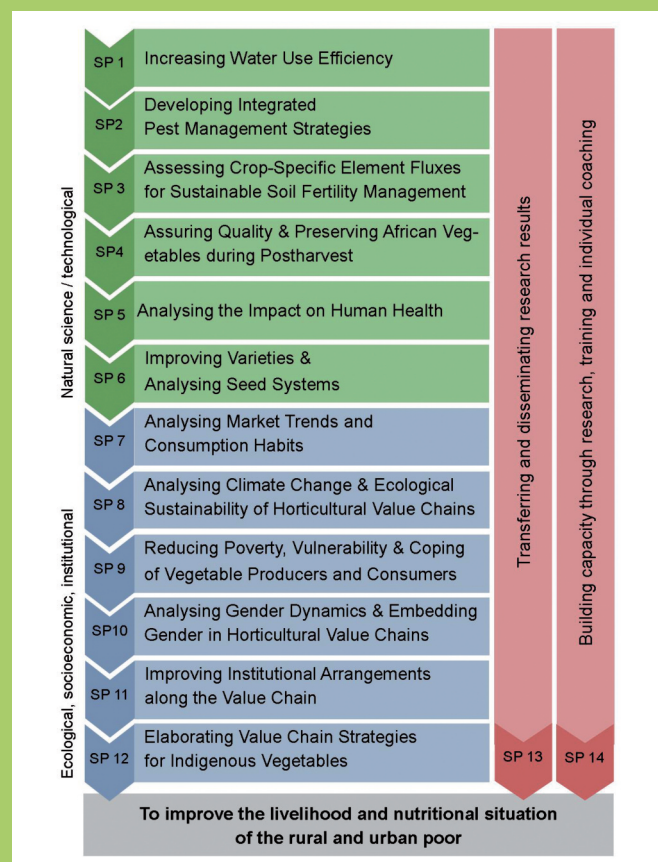 SP 1
Increasing Water Use Efficiency
SP2
Developing Integrated
Pest Management Strategies
SP 3
Assessing Crop-Specific Element Fluxes
for Sustainable Soil Fertility Management
SP4
Assuring Quality & Preserving African Veg-
etables during Postharvest
SP 5
Analysing the Impact on Human Health
SP 6
Improving Varieties &
Analysing Seed Systems
Natural science / technological
SP 7
Analysing Market Trends and
Consumption Habits
SP 8
Analysing Climate Change & Ecological
Sustainability of Horticultural Value Chains
SP 9
Reducing Poverty, Vulnerability & Coping
of Vegetable Producers and Consumers
SP10
Analysing Gender Dynamics & Embedding
Gender in Horticultural Value Chains
SP 11
Improving Institutional Arrangements
along the Value Chain
SP 12
Elaborating Value Chain Strategies
for Indigenous Vegetables
Ecological, socioeconomic, institutional
Transferring and disseminating research results
SP 13
Building capacity through research, training and individual coaching
SP 14
To improve the livelihood and nutritional situation
of the rural and urban poor